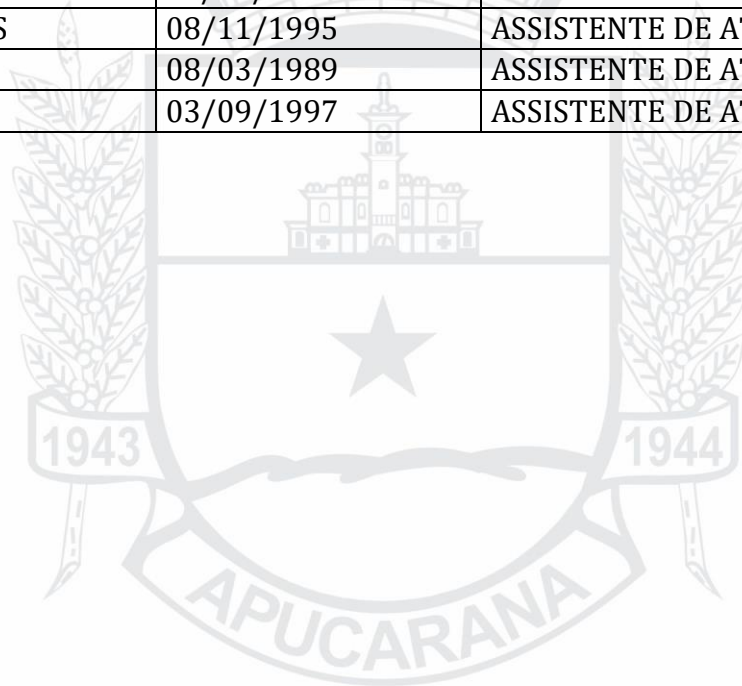 S 08/11/1995 ASSISTENTE DE
08/03/1989 ASSISTENTE DE
03/09/1997 ASSISTENTE DE
1943 1944
APUCARANA